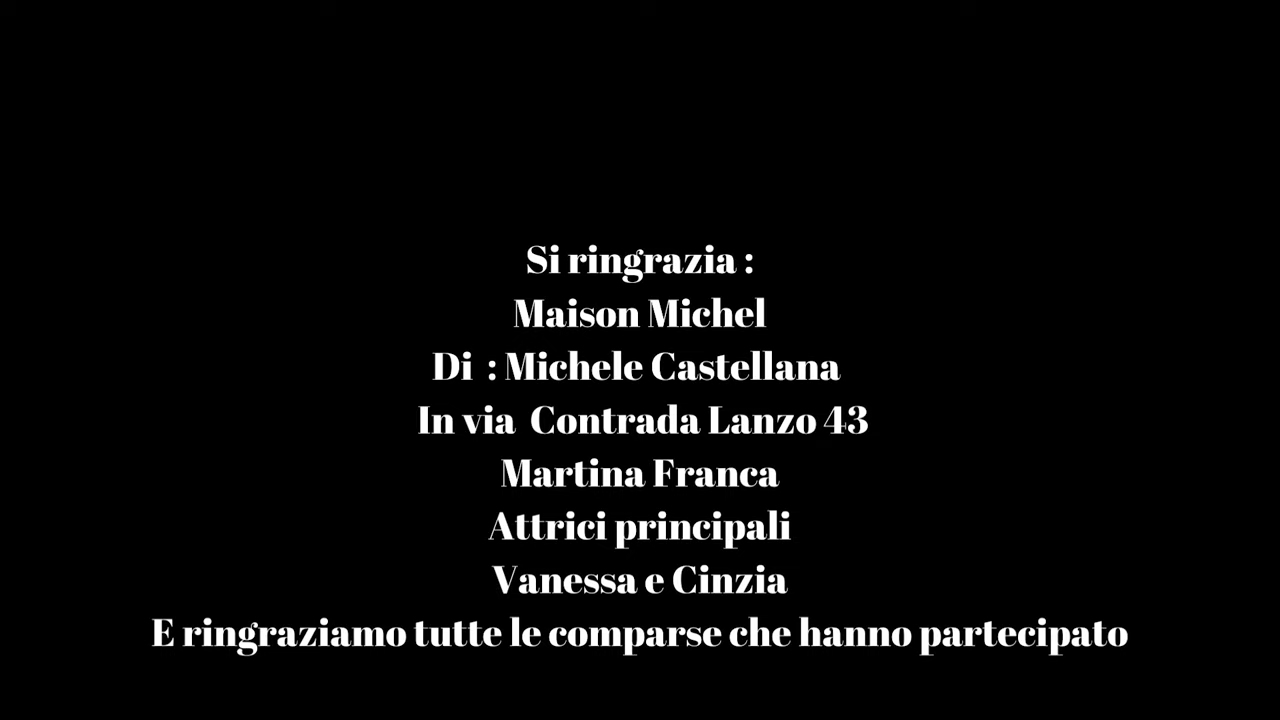 Si ringrazia :
Maison Michel
Di : Michele Castellana
In via Contrada Lanzo 43
Martina Franca
Attrici principali
Vanessa e Cinzia
E ringraziamo tutte le comparse che hanno partecipato